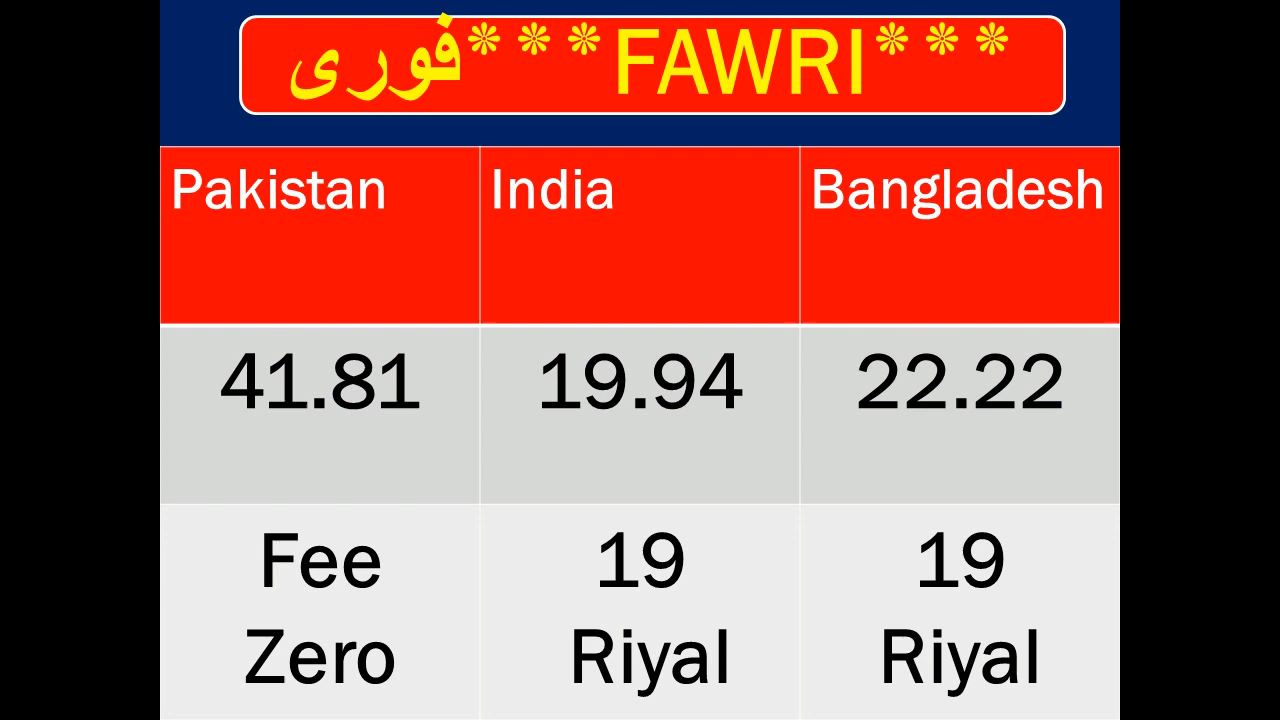 فوری***FAWRI***
Pakistan India Bangladesh
41.81 19.94 22.22
Fee Zero 19 Riyal 19 Riyal